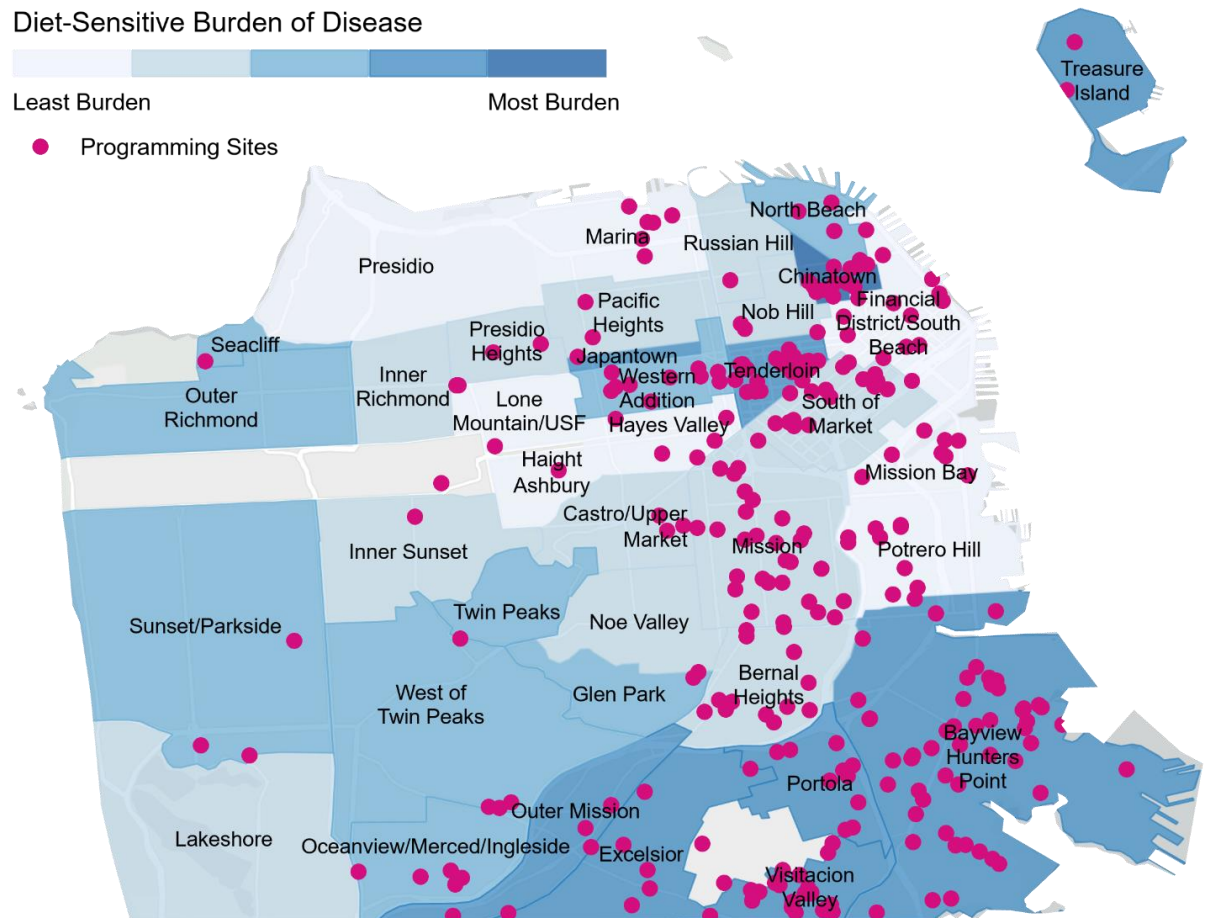 Diet-Sensitive Burden of Disease
Least Burden
Most Burden
Programming Sites
Treasure
Island
North Beach
Marina
Russian Hill
Presidio
Chinatown
Pacific
Heights
Financial
District/South
Beach
Nob Hill
Presidio
Heights
Seacliff
Japantown
Tenderloin
Western
Addition
Inner
Richmond
Outer
Richmond
Lone
Mountain/USF
Hayes Valley
South of
Market
Haight
Ashbury
Mission Bay
Castro/Upper
Market
Inner Sunset
Mission
Potrero Hill
Twin Peaks
Sunset/Parkside
Noe Valley
West of
Twin Peaks
Glen Park
Bernal
Heights
Bayview
Hunters
Point
Portola
Outer Mission
Lakeshore
Oceanview/Merced/Ingleside
Excelsior
Visitacion
Valley